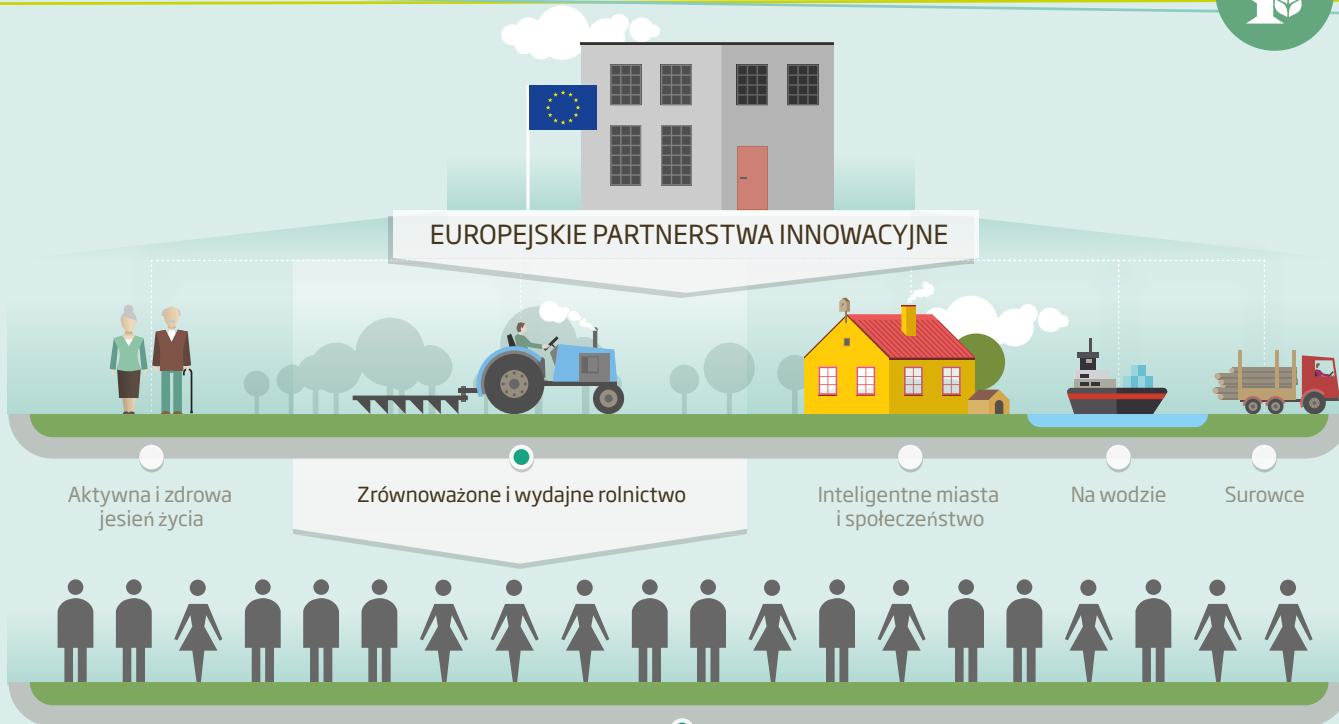 EUROPEJSKIE PARTNERSTWA INNOWACYJNE
Aktywna i zdrowa
jesień życia
Zrównoważone i wydajne rolnictwo
Inteligentne miasta
i społeczeństwo
Na wodzie
Surowce